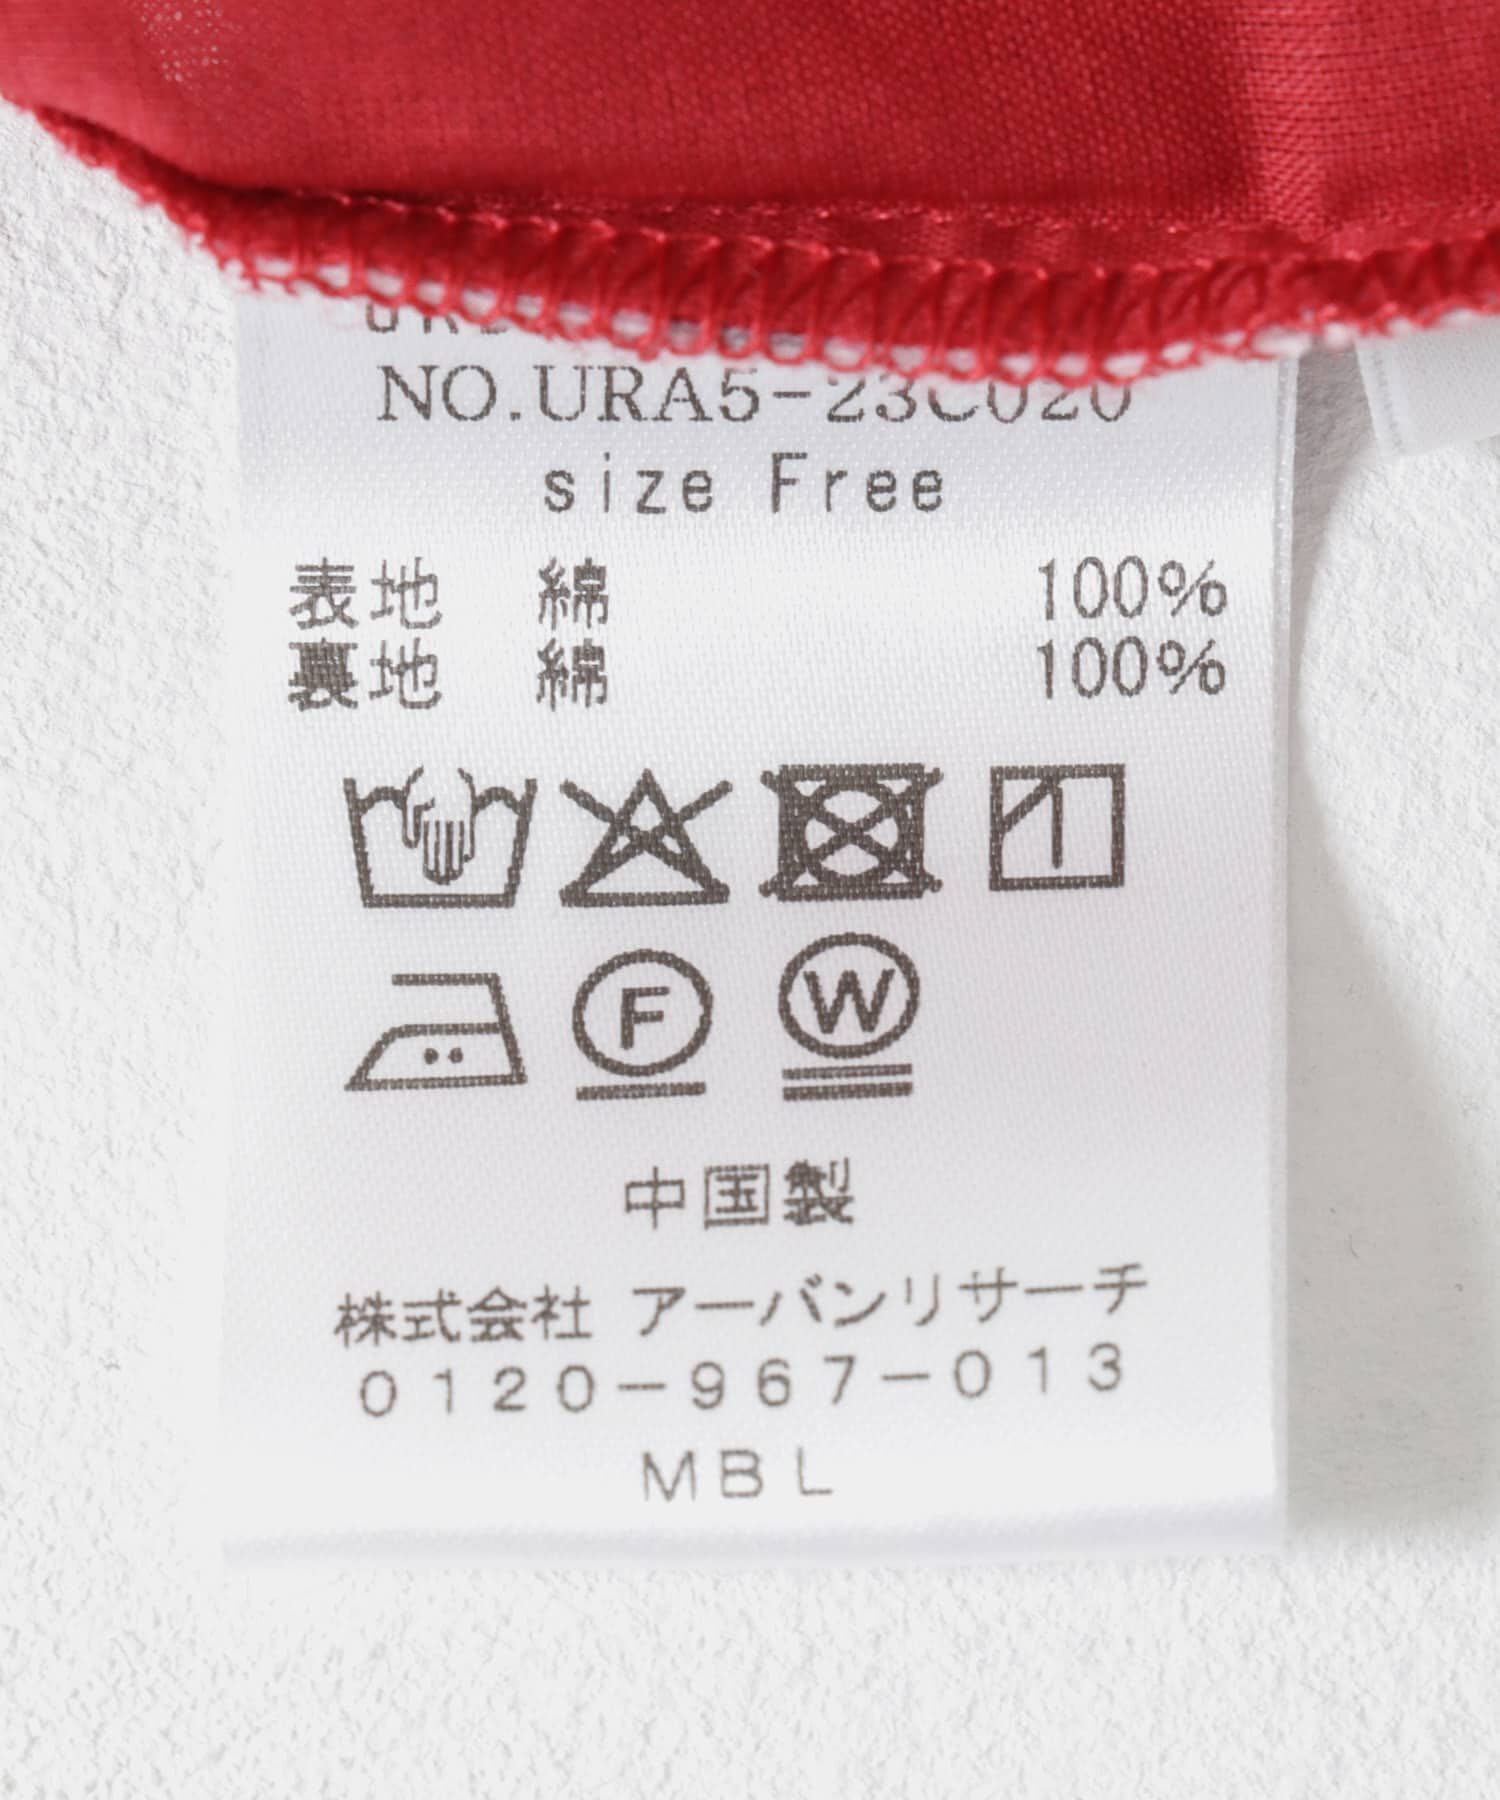 NO.URA5-23C020
size Free
表地 綿 100%
裏地 綿 100%
F W
中国製
株式会社 アーバンリサーチ
0120-967-013
MBL